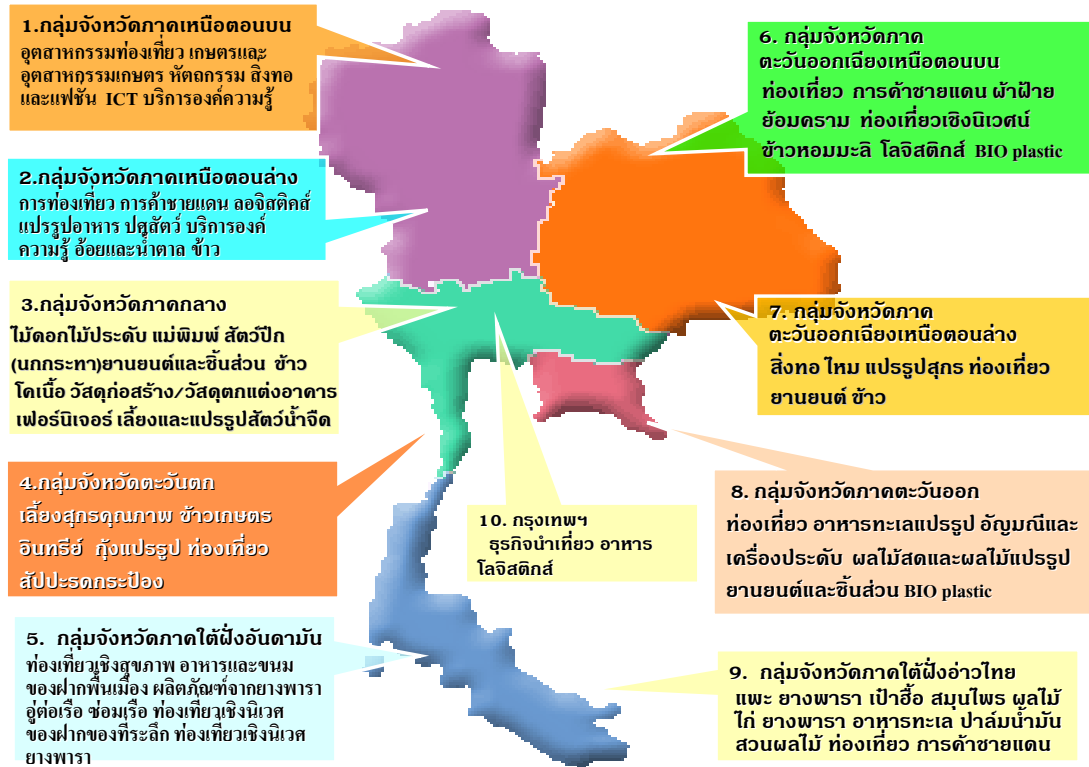 1.กลุ่มจังหวัดภาคเหนือตอนบน
อุตสาหกรรมท่องเที่ยว เกษตรและ
อุตสาหกรรมเกษตร หัตถกรรม สิ่งทอ
และแฟชัน ICT บริการองค์ความรู้
2.กลุ่มจังหวัดภาคเหนือตอนล่าง
การท่องเที่ยว การค้าชายแดน ลอจิสติคส์
แปรรูปอาหาร ปศุสัตว์ บริการองค์
ความรู้ อ้อยและน้ำตาล ข้าว
3.กลุ่มจังหวัดภาคกลาง
ไม้ดอกไม้ประดับ แม่พิมพ์ สัตว์ปีก
(นกกระทา)ยานยนต์และชิ้นส่วน ข้าว
โคเนื้อ วัสดุก่อสร้าง/วัสดุตกแต่งอาคาร
เฟอร์นิเจอร์ เลี้ยงและแปรรูปสัตว์น้ำจืด
4.กลุ่มจังหวัดตะวันตก
เลี้ยงสุกรคุณภาพ ข้าวเกษตร
อินทรีย์ กุ้งแปรรูป ท่องเที่ยว
สัปปะรดกระป๋อง
5. กลุ่มจังหวัดภาคใต้ฝั่งอันดามัน
ท่องเที่ยวเชิงสุขภาพ อาหารและขนม
ของฝากพื้นเมือง ผลิตภัณฑ์จากยางพารา
อู่ต่อเรือ ซ่อมเรือ ท่องเที่ยวเชิงนิเวศ
ของฝากของที่ระลึก ท่องเที่ยวเชิงนิเวศ
ยางพารา
6. กลุ่มจังหวัดภาค
ตะวันออกเฉียงเหนือตอนบน
ท่องเที่ยว การค้าชายแดน ผ้าฝ้าย
ย้อมคราม ท่องเที่ยวเชิงนิเวศน์
ข้าวหอมมะลิ โลจิสติกส์ BIO plastic
7. กลุ่มจังหวัดภาค
ตะวันออกเฉียงเหนือตอนล่าง
สิ่งทอ ไหม แปรรูปสุกร ท่องเที่ยว
ยานยนต์ ข้าว
8. กลุ่มจังหวัดภาคตะวันออก
ท่องเที่ยว อาหารทะเลแปรรูป อัญมณีและ
เครื่องประดับ ผลไม้สดและผลไม้แปรรูป
ยานยนต์และชิ้นส่วน BIO plastic
9. กลุ่มจังหวัดภาคใต้ฝั่งอ่าวไทย
แพะ ยางพารา เป๋าฮื้อ สมุนไพร ผลไม้
ไก่ ยางพารา อาหารทะเล ปาล์มน้ำมัน
สวนผลไม้ ท่องเที่ยว การค้าชายแดน
10. กรุงเทพฯ
ธุรกิจนำเที่ยว อาหาร
โลจิสติกส์